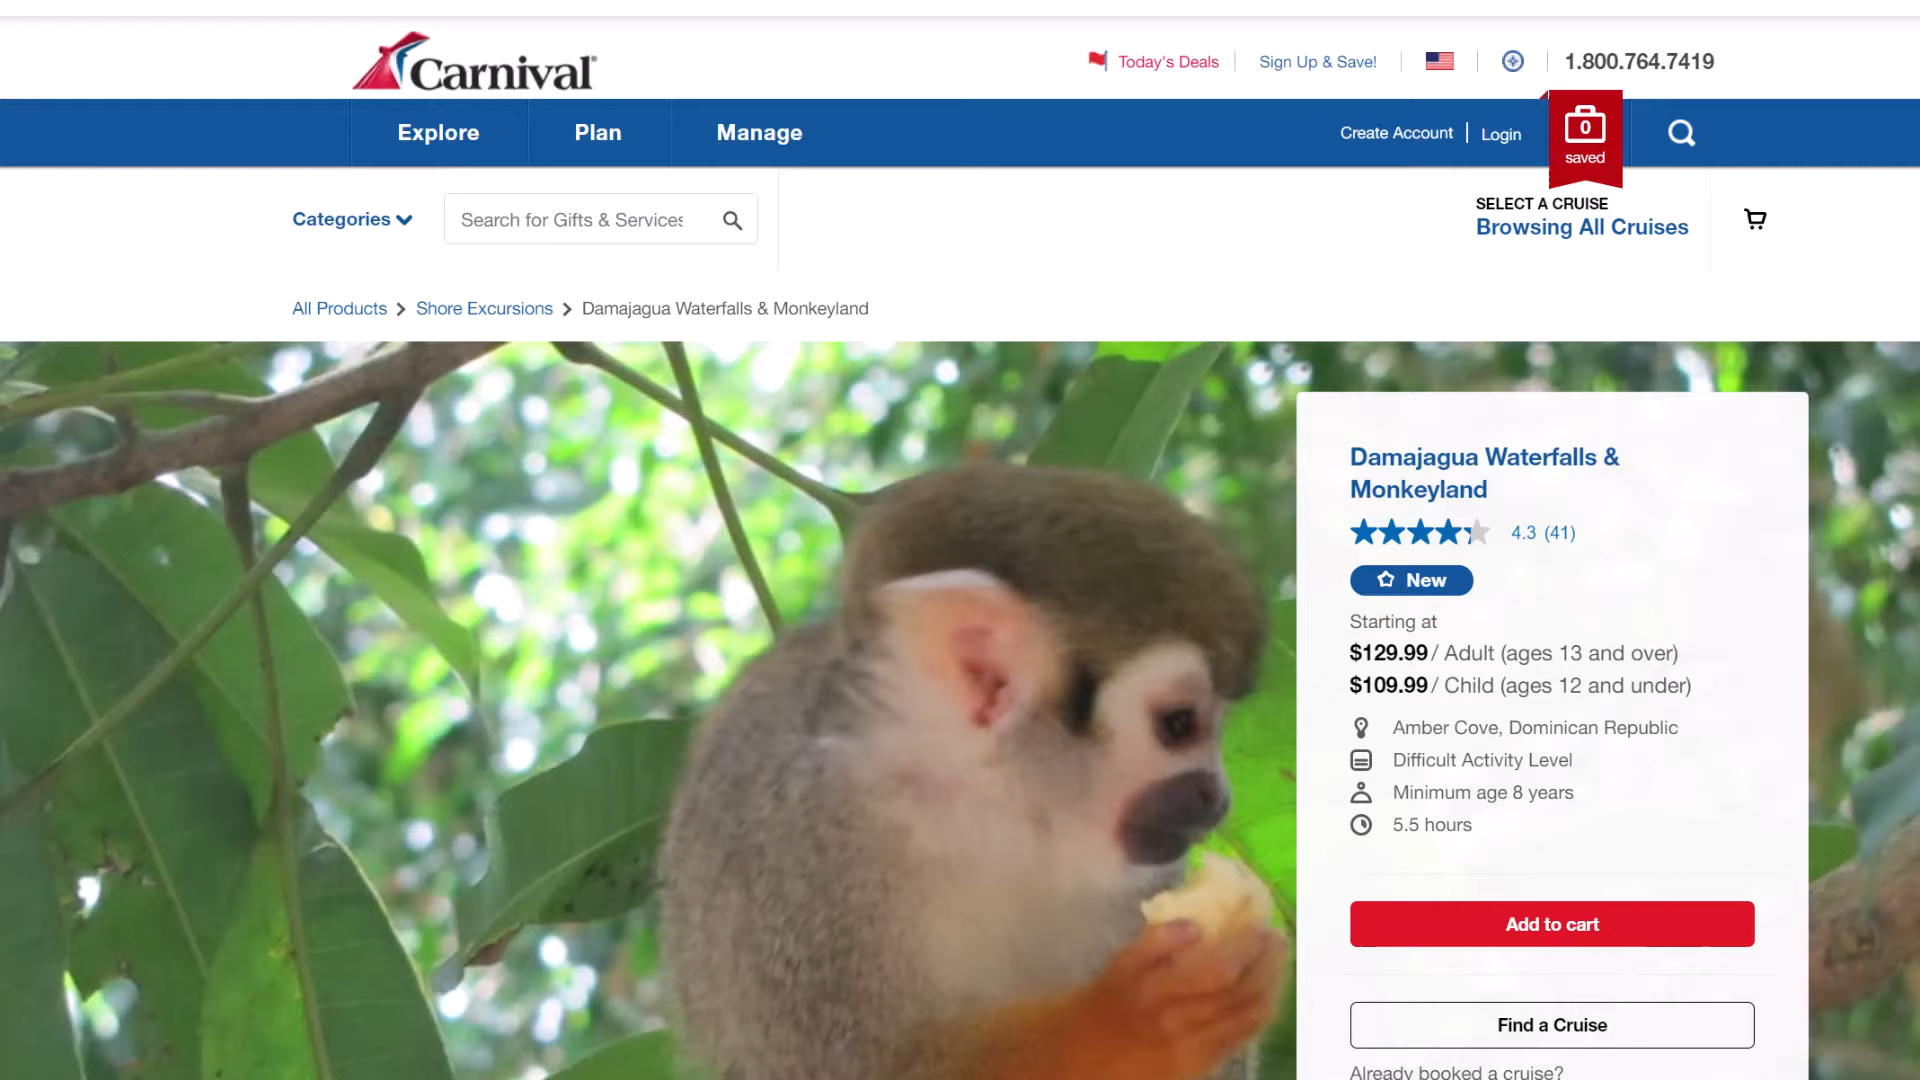 Carnival
Today's Deals
Sign Up & Save!
1.800.764.7419
Explore
Plan
Manage
Create Account
Login
0
saved
Categories
Search for Gifts & Services
SELECT A CRUISE
Browsing All Cruises
All Products
Shore Excursions
Damajagua Waterfalls & Monkeyland
Damajagua Waterfalls &
Monkeyland
4.3 (41)
New
Starting at
$129.99 / Adult (ages 13 and over)
$109.99 / Child (ages 12 and under)
Amber Cove, Dominican Republic
Difficult Activity Level
Minimum age 8 years
5.5 hours
Add to cart
Find a Cruise
Already booked a cruise?